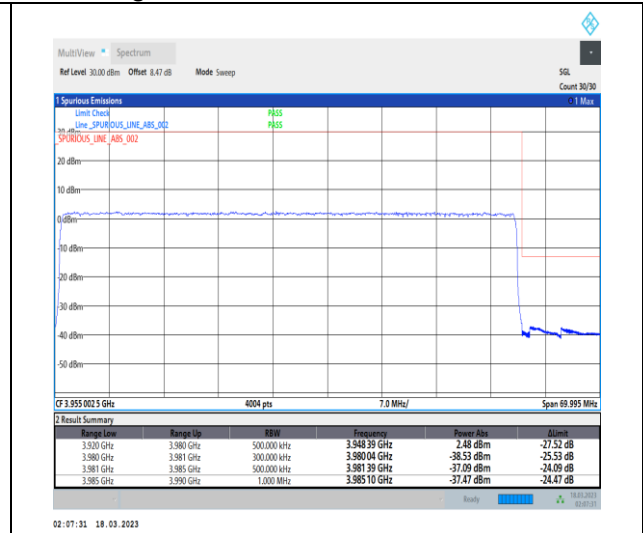 MultiView Spectrum
Ref Level 30.00 dBm Offset 8.47 dB Mode Sweep SGL
Count 30/30
1 Spurious Emissions 1 Max
Limit Check PASS
Line _SPURIOUS_LINE_ABS_002 PASS
_SPURIOUS_LINE_ABS_002
20 dBm
10 dBm
0 dBm
-10 dBm
-20 dBm
-30 dBm
-40 dBm
-50 dBm
CF 3.955 002 5 GHz 4004 pts 7.0 MHz/ Span 69.995 MHz
2 Result Summary
Range Low Range Up RBW Frequency Power Abs ΔLimit
3.920 GHz 3.980 GHz 500.000 kHz 3.948 39 GHz 2.48 dBm -27.52 dB
3.980 GHz 3.981 GHz 300.000 kHz 3.980 04 GHz -38.53 dBm -25.53 dB
3.981 GHz 3.985 GHz 500.000 kHz 3.981 39 GHz -37.09 dBm -24.09 dB
3.985 GHz 3.990 GHz 1.000 MHz 3.985 10 GHz -37.47 dBm -24.47 dB
Ready 18.03.2023
02:07:31
02:07:31 18.03.2023